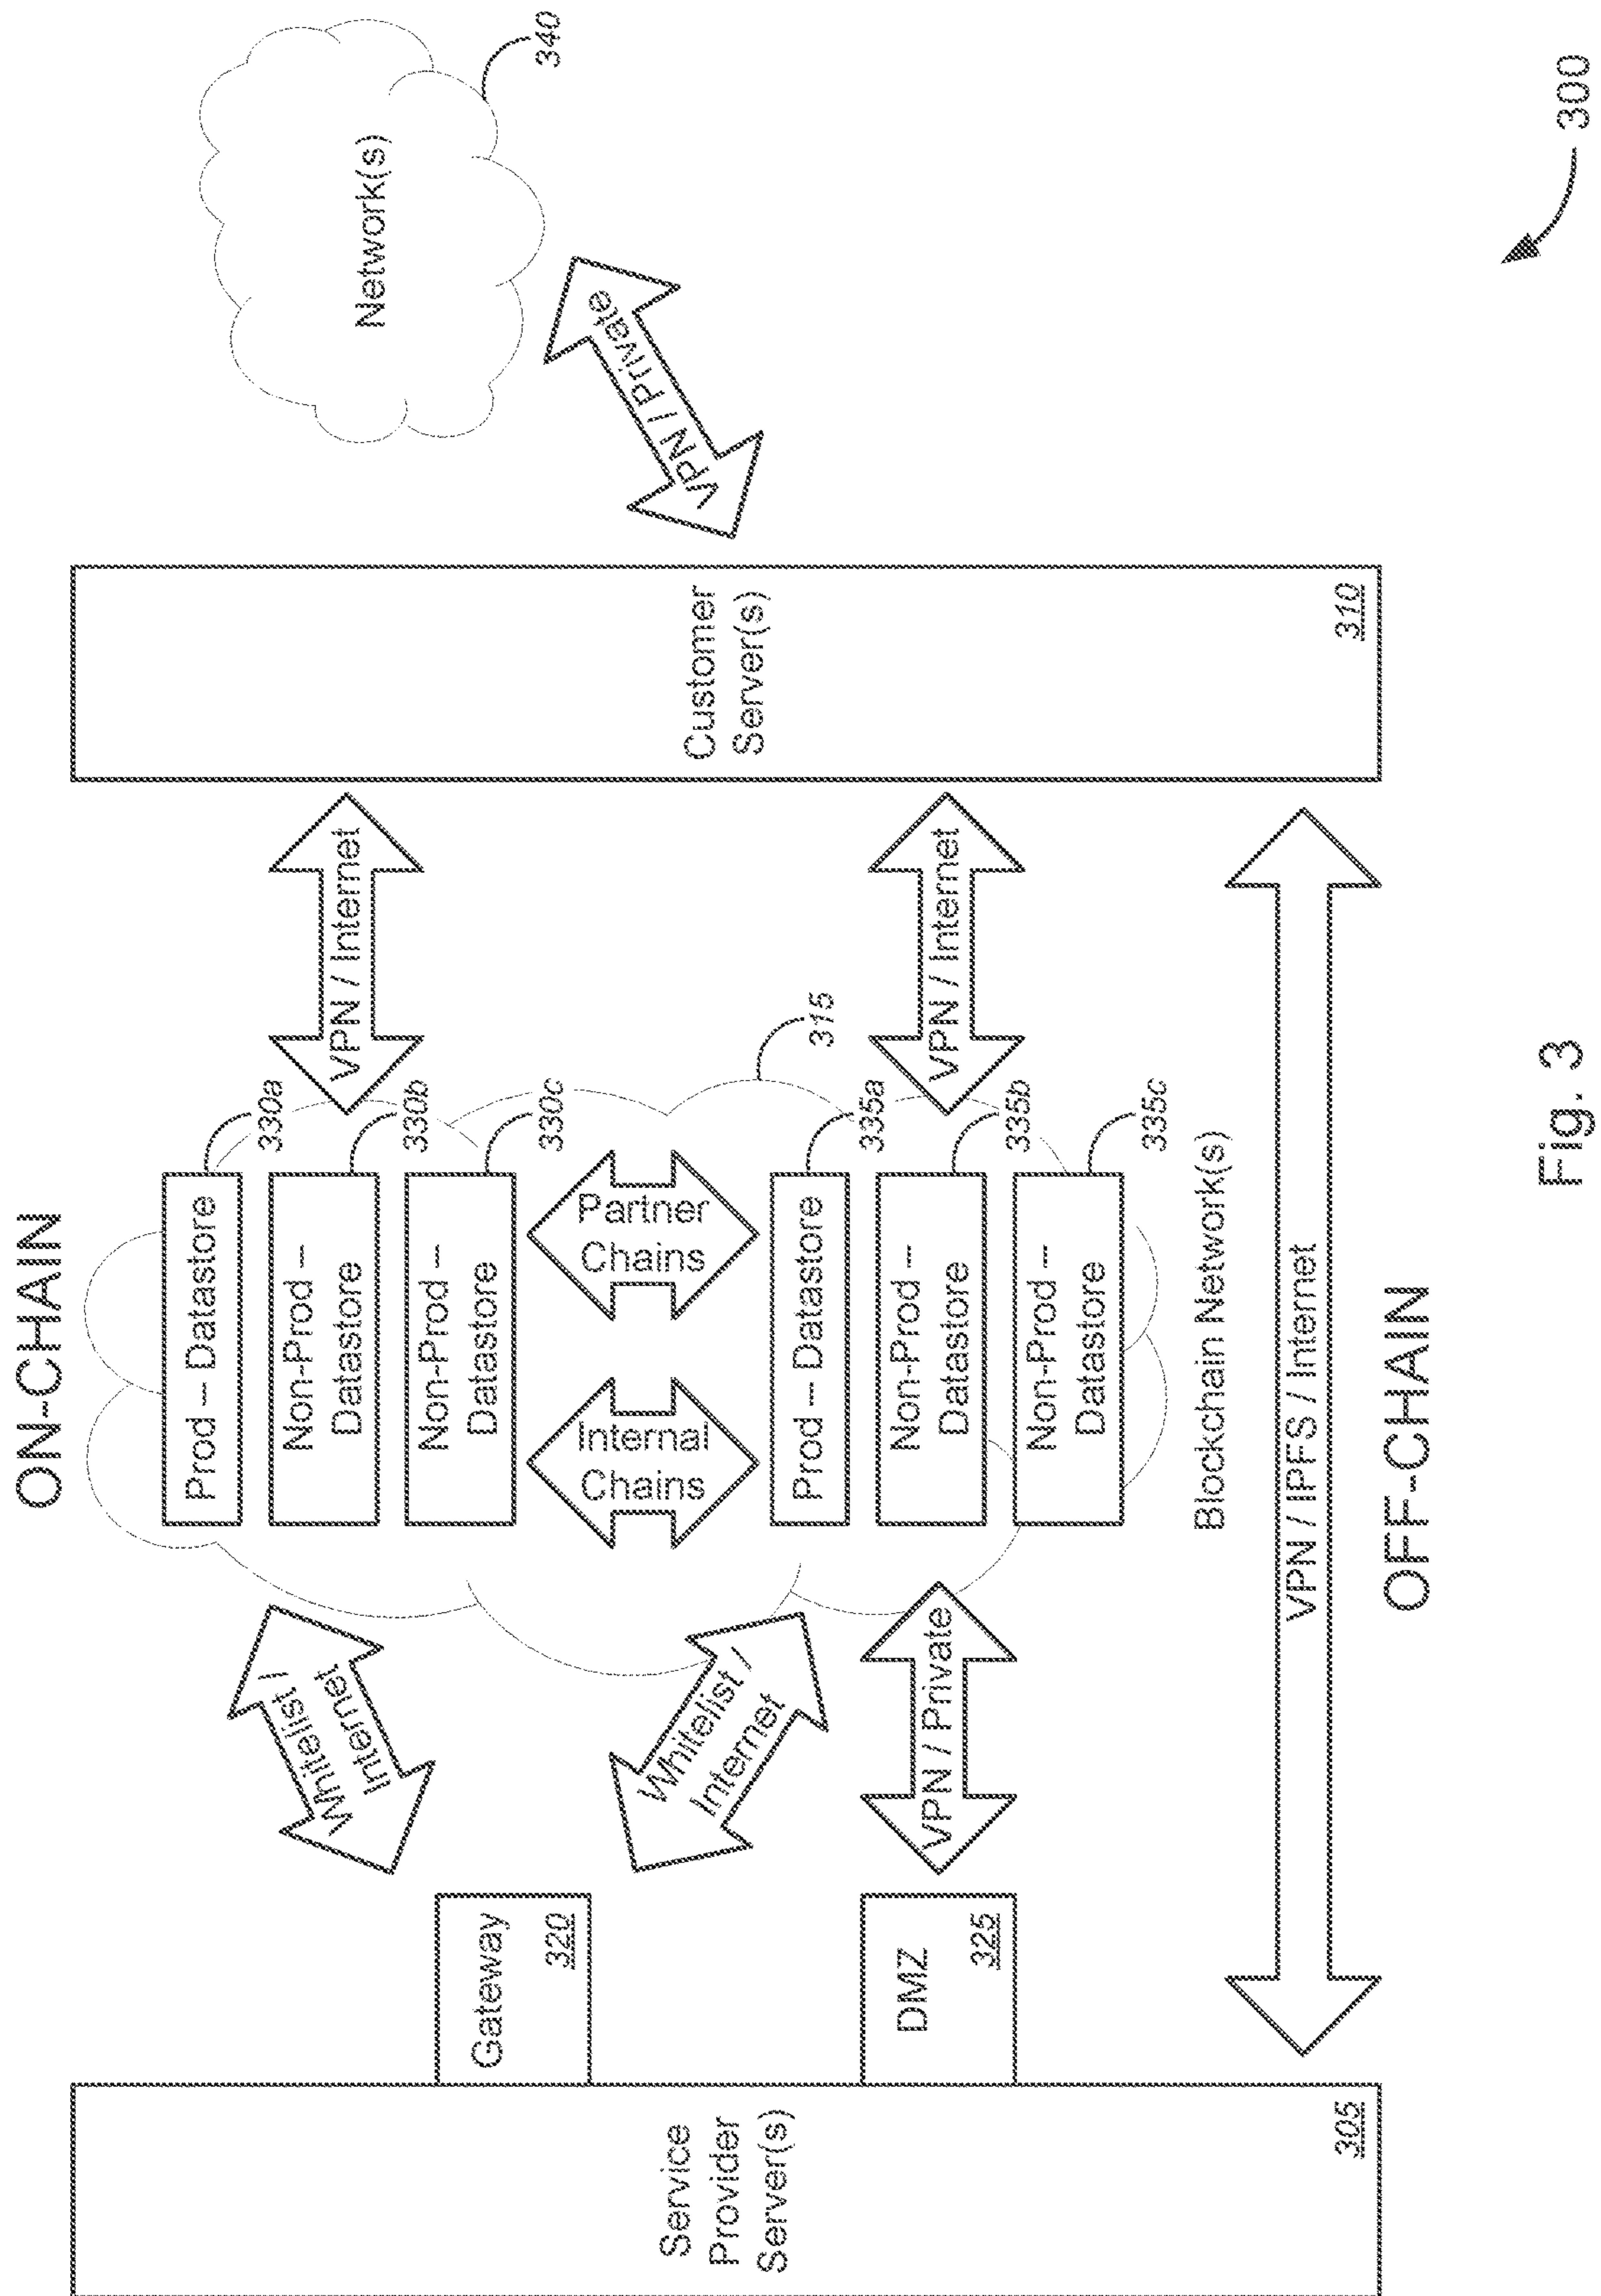 ON-CHAIN
Service
Provider
Server(s)
305
Gateway
320
DMZ
325
Whitelist /
Internet
Whitelist /
Internet
VPN / Private
Prod -- Datastore
330a
Non-Prod --
Datastore
330b
Non-Prod --
Datastore
330c
Internal
Chains
Partner
Chains
315
Prod -- Datastore
335a
Non-Prod --
Datastore
335b
Non-Prod --
Datastore
335c
Blockchain Network(s)
VPN / Internet
VPN / Internet
Customer
Server(s)
310
VPN / Private
Network(s)
340
VPN / IPFS / Internet
OFF-CHAIN
300
Fig. 3